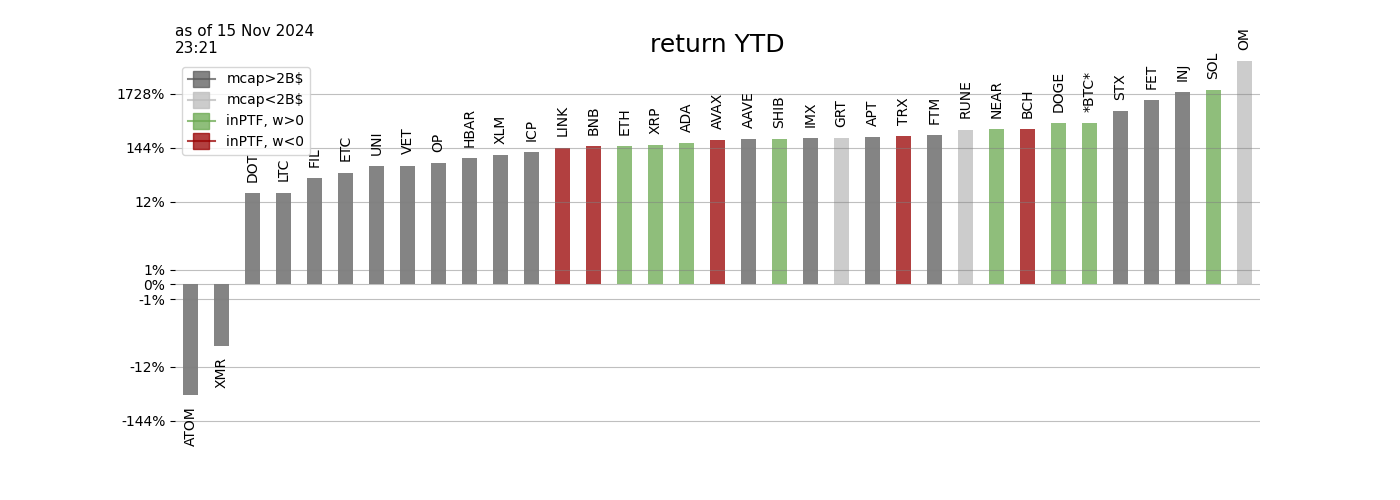 as of 15 Nov 2024
23:21
return YTD
mcap>2B$
mcap<2B$
inPTF, w>0
inPTF, w<0
1728%
144%
12%
1%
0%
-1%
-12%
-144%
ATOM
XMR
DOT
LTC
FIL
ETC
UNI
VET
OP
HBAR
XLM
ICP
LINK
BNB
ETH
XRP
ADA
AVAX
AAVE
SHIB
IMX
GRT
APT
TRX
FTM
RUNE
NEAR
BCH
DOGE
*BTC*
STX
FET
INJ
SOL
OM